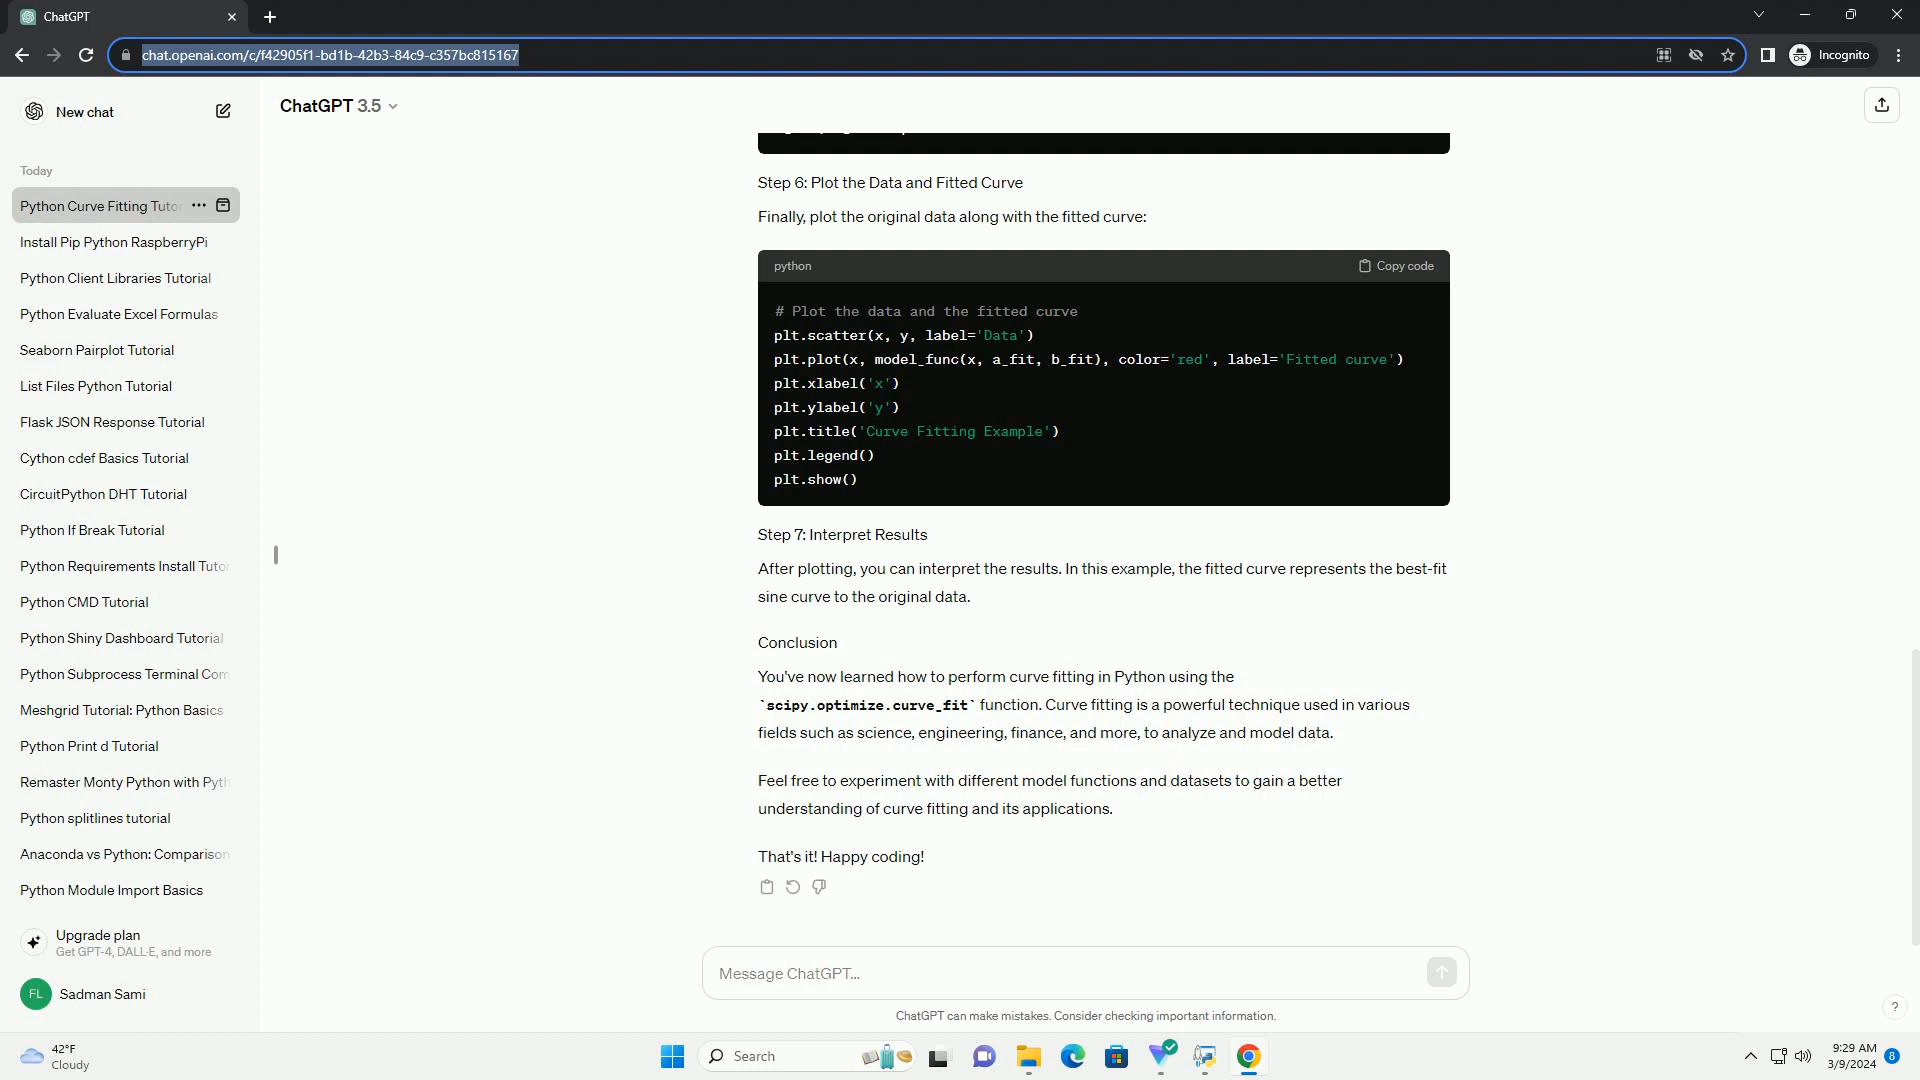 ChatGPT
chat.openai.com/c/f42905f1-bd1b-42b3-84c9-c357bc815167
Incognito
New chat
ChatGPT 3.5
Today
Python Curve Fitting Tutor
Install Pip Python RaspberryPi
Python Client Libraries Tutorial
Python Evaluate Excel Formulas
Seaborn Pairplot Tutorial
List Files Python Tutorial
Flask JSON Response Tutorial
Cython cdef Basics Tutorial
CircuitPython DHT Tutorial
Python If Break Tutorial
Python Requirements Install Tutor
Python CMD Tutorial
Python Shiny Dashboard Tutorial
Python Subprocess Terminal Com
Meshgrid Tutorial: Python Basics
Python Print d Tutorial
Remaster Monty Python with Pyth
Python splitlines tutorial
Anaconda vs Python: Comparison
Python Module Import Basics
Upgrade plan
Get GPT-4, DALL·E, and more
FL Sadman Sami
Step 6: Plot the Data and Fitted Curve
Finally, plot the original data along with the fitted curve:
python
Copy code
# Plot the data and the fitted curve
plt.scatter(x, y, label='Data')
plt.plot(x, model_func(x, a_fit, b_fit), color='red', label='Fitted curve')
plt.xlabel('x')
plt.ylabel('y')
plt.title('Curve Fitting Example')
plt.legend()
plt.show()
Step 7: Interpret Results
After plotting, you can interpret the results. In this example, the fitted curve represents the best-fit
sine curve to the original data.
Conclusion
You've now learned how to perform curve fitting in Python using the
`scipy.optimize.curve_fit` function. Curve fitting is a powerful technique used in various
fields such as science, engineering, finance, and more, to analyze and model data.
Feel free to experiment with different model functions and datasets to gain a better
understanding of curve fitting and its applications.
That's it! Happy coding!
Message ChatGPT...
ChatGPT can make mistakes. Consider checking important information.
?
42°F
Cloudy
Search
9:29 AM
3/9/2024
8